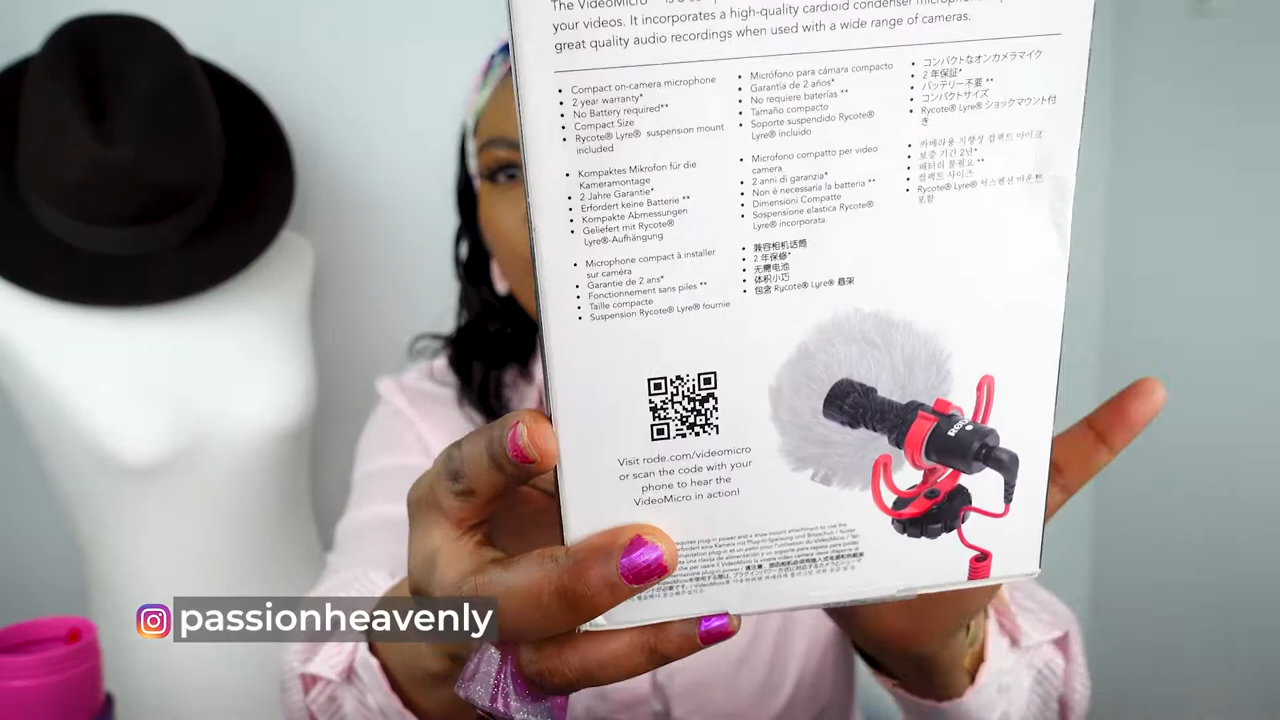 your videos. It incorporates a high-quality cardioid condenser
great quality audio recordings when used with a wide range of cameras.
• Compact on-camera microphone
• 2 year warranty*
• No Battery required**
• Compact Size
• Rycote® Lyre® suspension mount
included
• Kompaktes Mikrofon für die
Kameramontage
• 2 Jahre Garantie*
• Erfordert keine Batterie **
• Kompakte Abmessungen
• Geliefert mit Rycote®
Lyre®-Aufhängung
• Microphone compact à installer
sur caméra
• Garantie de 2 ans*
• Fonctionnement sans piles **
• Taille compacte
• Suspension Rycote® Lyre® fournie
• Micrófono para cámara compacto
• Garantía de 2 años*
• No requiere baterías **
• Tamaño compacto
• Soporte suspendido Rycote®
Lyre® incluido
• Microfono compatto per video
camera
• 2 anni di garanzia*
• Non è necessaria la batteria **
• Dimensioni Compatte
• Sospensione elastica Rycote®
Lyre® incorporata
• 兼容相机话筒
• 2 年保修*
• 无需电池
• 体积小巧
• 包含 Rycote® Lyre® 悬架
• コンパクトなオンカメラマイク
• 2 年保証*
• バッテリー不要 **
• コンパクトサイズ
• Rycote® Lyre® ショックマウント付
き
• 카메라용 지향성 컴팩트 마이크
• 보증 기간 2년*
• 배터리 불필요 **
• 컴팩트 사이즈
• Rycote® Lyre® 서스펜션 마운트
포함
Visit rode.com/videomicro
or scan the code with your
phone to hear the
VideoMicro in action!
RØDE
passionheavenly